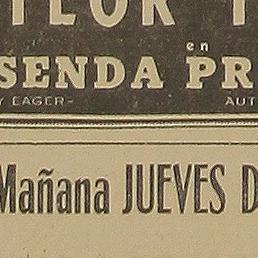 en
SENDA PR
Y EAGER-   AUT
Mañana JUEVES D